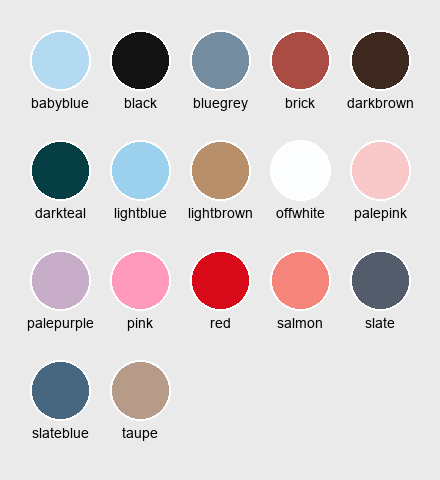 babyblue black bluegrey brick darkbrown
darkteal lightblue lightbrown offwhite palepink
palepurple pink red salmon slate
slateblue taupe